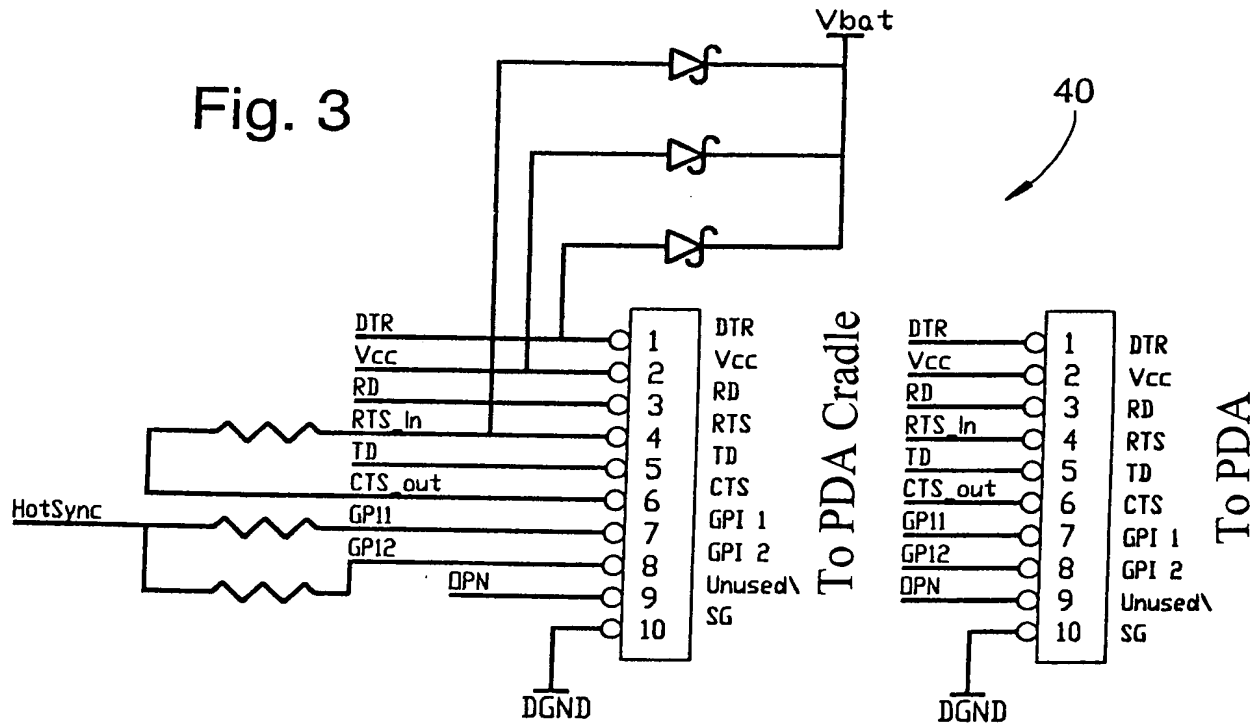 Vbat
Fig. 3
40
DTR
Vcc
RD
RTS_In
TD
CTS_out
HotSync
GP11
GP12
OPN
DGND
1
2
3
4
5
6
7
8
9
10
DTR
Vcc
RD
RTS
TD
CTS
GPI 1
GPI 2
Unused\
SG
To PDA Cradle
DTR
Vcc
RD
RTS_In
TD
CTS_out
GP11
GP12
OPN
DGND
1
2
3
4
5
6
7
8
9
10
DTR
Vcc
RD
RTS
TD
CTS
GPI 1
GPI 2
Unused\
SG
To PDA